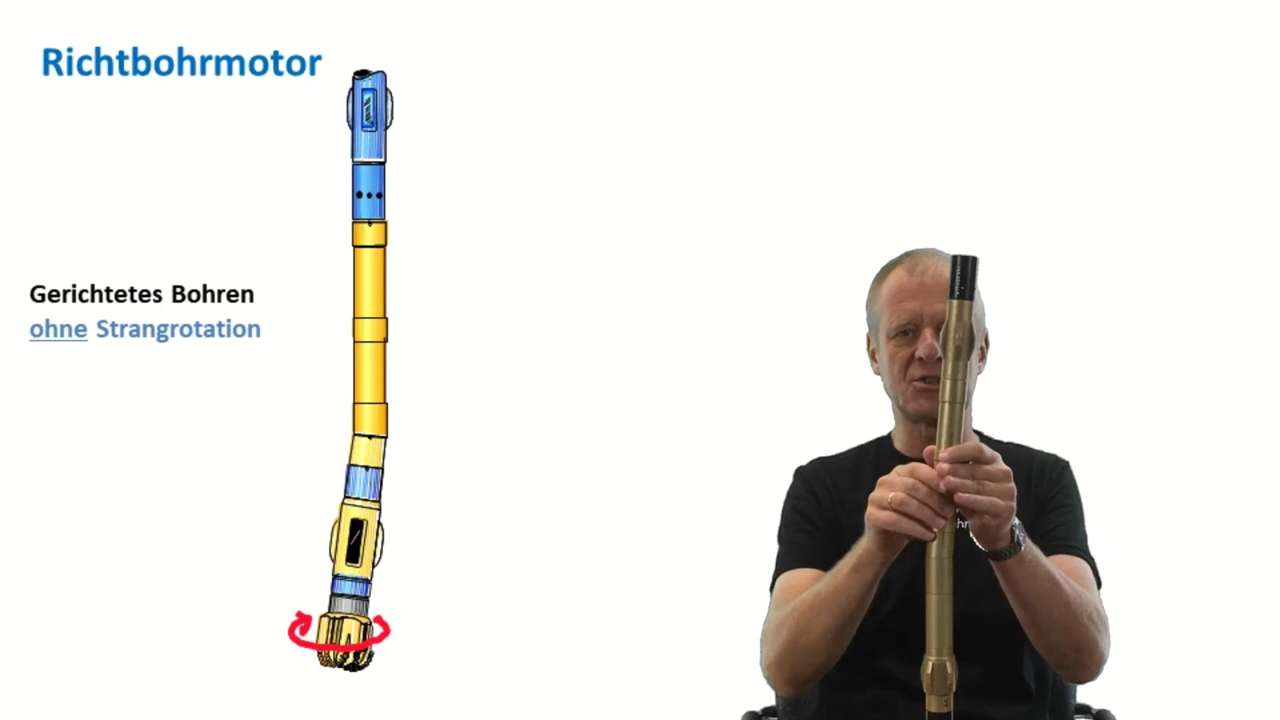 Richtbohrmotor
Gerichtetes Bohren
ohne Strangrotation